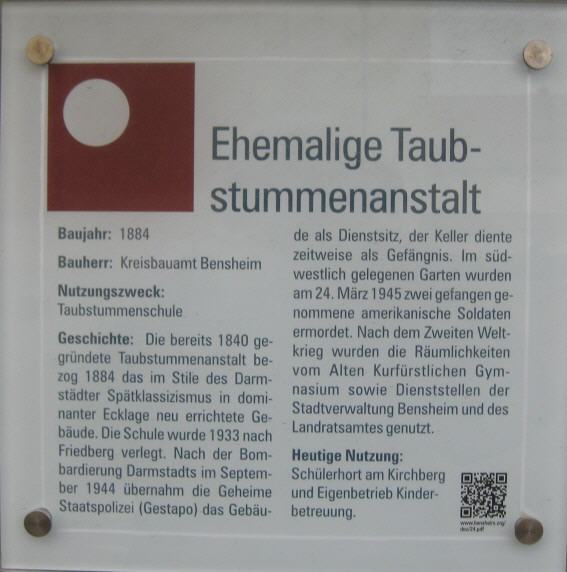 Ehemalige Taub-
stummenanstalt
Baujahr: 1884
Bauherr: Kreisbauamt Bensheim
Nutzungszweck:
Taubstummenschule
Geschichte: Die bereits 1840 ge-
gründete Taubstummenanstalt be-
zog 1884 das im Stile des Darm-
städter Spätklassizismus in domi-
nanter Ecklage neu errichtete Ge-
bäude. Die Schule wurde 1933 nach
Friedberg verlegt. Nach der Bom-
bardierung Darmstadts im Septem-
ber 1944 übernahm die Geheime
Staatspolizei (Gestapo) das Gebäu-
de als Dienstsitz, der Keller diente
zeitweise als Gefängnis. Im süd-
westlich gelegenen Garten wurden
am 24. März 1945 zwei gefangen ge-
nommene amerikanische Soldaten
ermordet. Nach dem Zweiten Welt-
krieg wurden die Räumlichkeiten
vom Alten Kurfürstlichen Gym-
nasium sowie Dienststellen der
Stadtverwaltung Bensheim und des
Landratsamtes genutzt.
Heutige Nutzung:
Schülerhort am Kirchberg
und Eigenbetrieb Kinder-
betreuung.
www.bensheim.org/
doc/24.pdf